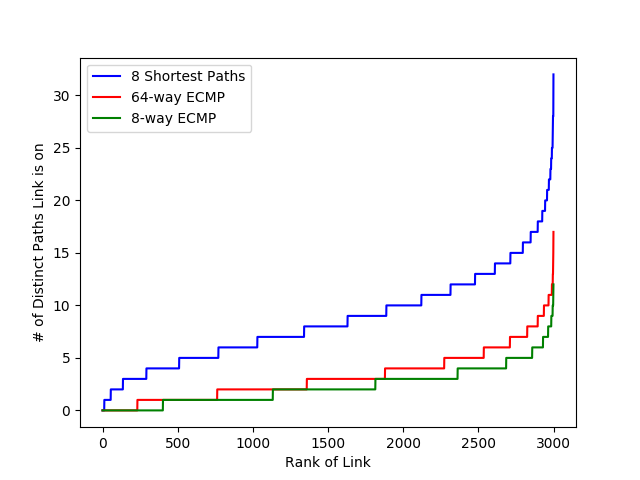 8 Shortest Paths
64-way ECMP
8-way ECMP
# of Distinct Paths Link is on
30
25
20
15
10
5
0
0 500 1000 1500 2000 2500 3000
Rank of Link